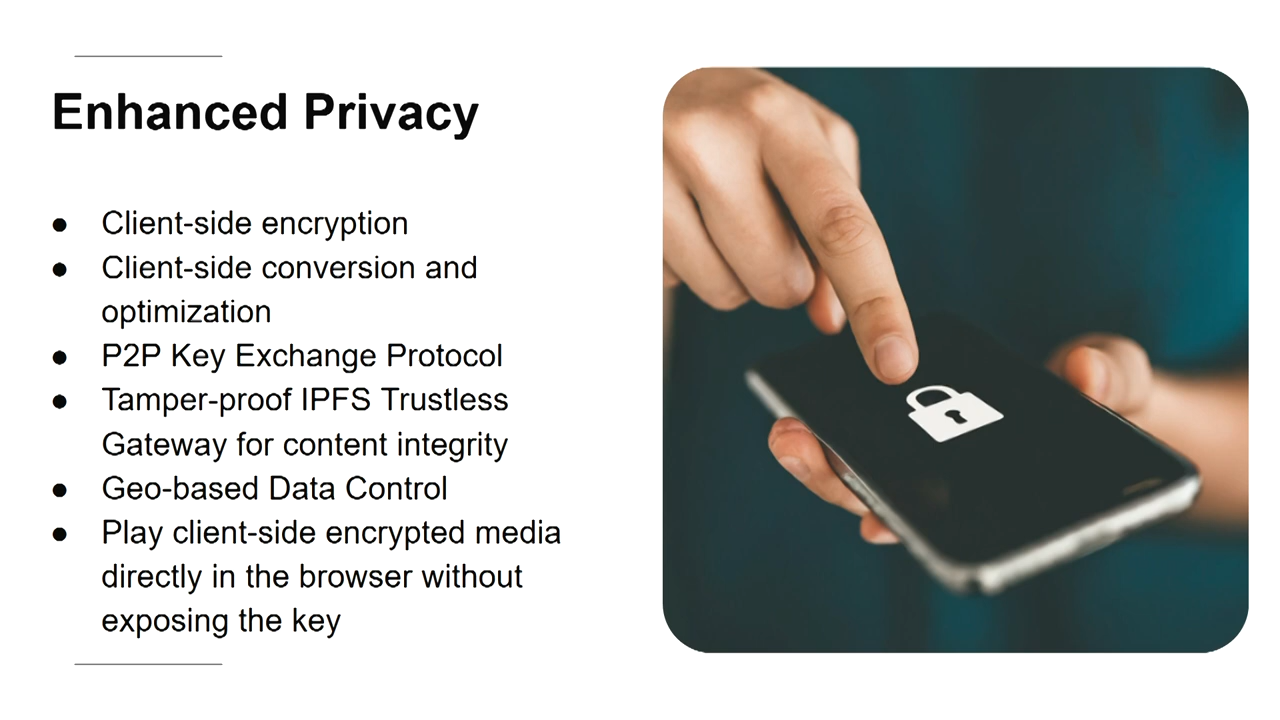 Enhanced Privacy
● Client-side encryption
● Client-side conversion and
optimization
● P2P Key Exchange Protocol
● Tamper-proof IPFS Trustless
Gateway for content integrity
● Geo-based Data Control
● Play client-side encrypted media
directly in the browser without
exposing the key